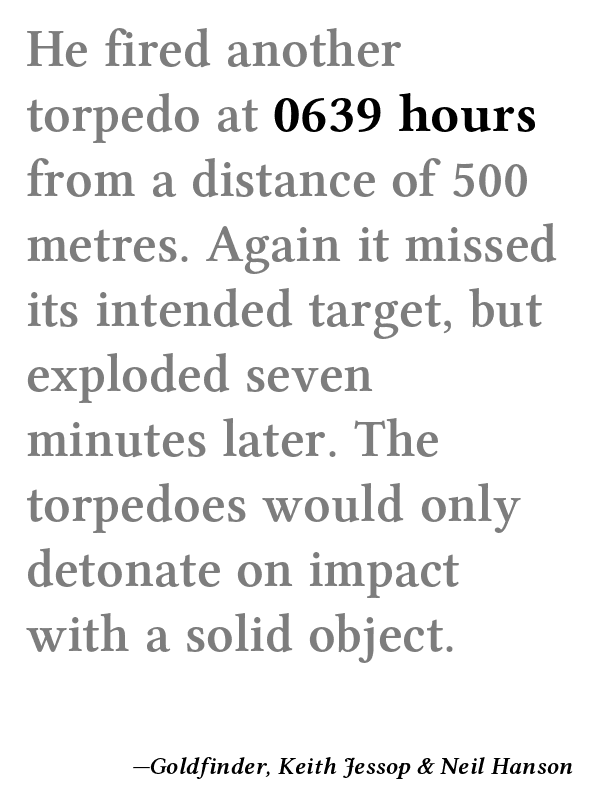 He fired another
torpedo at 0639 hours
from a distance of 500
metres. Again it missed
its intended target, but
exploded seven
minutes later. The
torpedoes would only
detonate on impact
with a solid object.
—Goldfinder, Keith Jessop & Neil Hanson